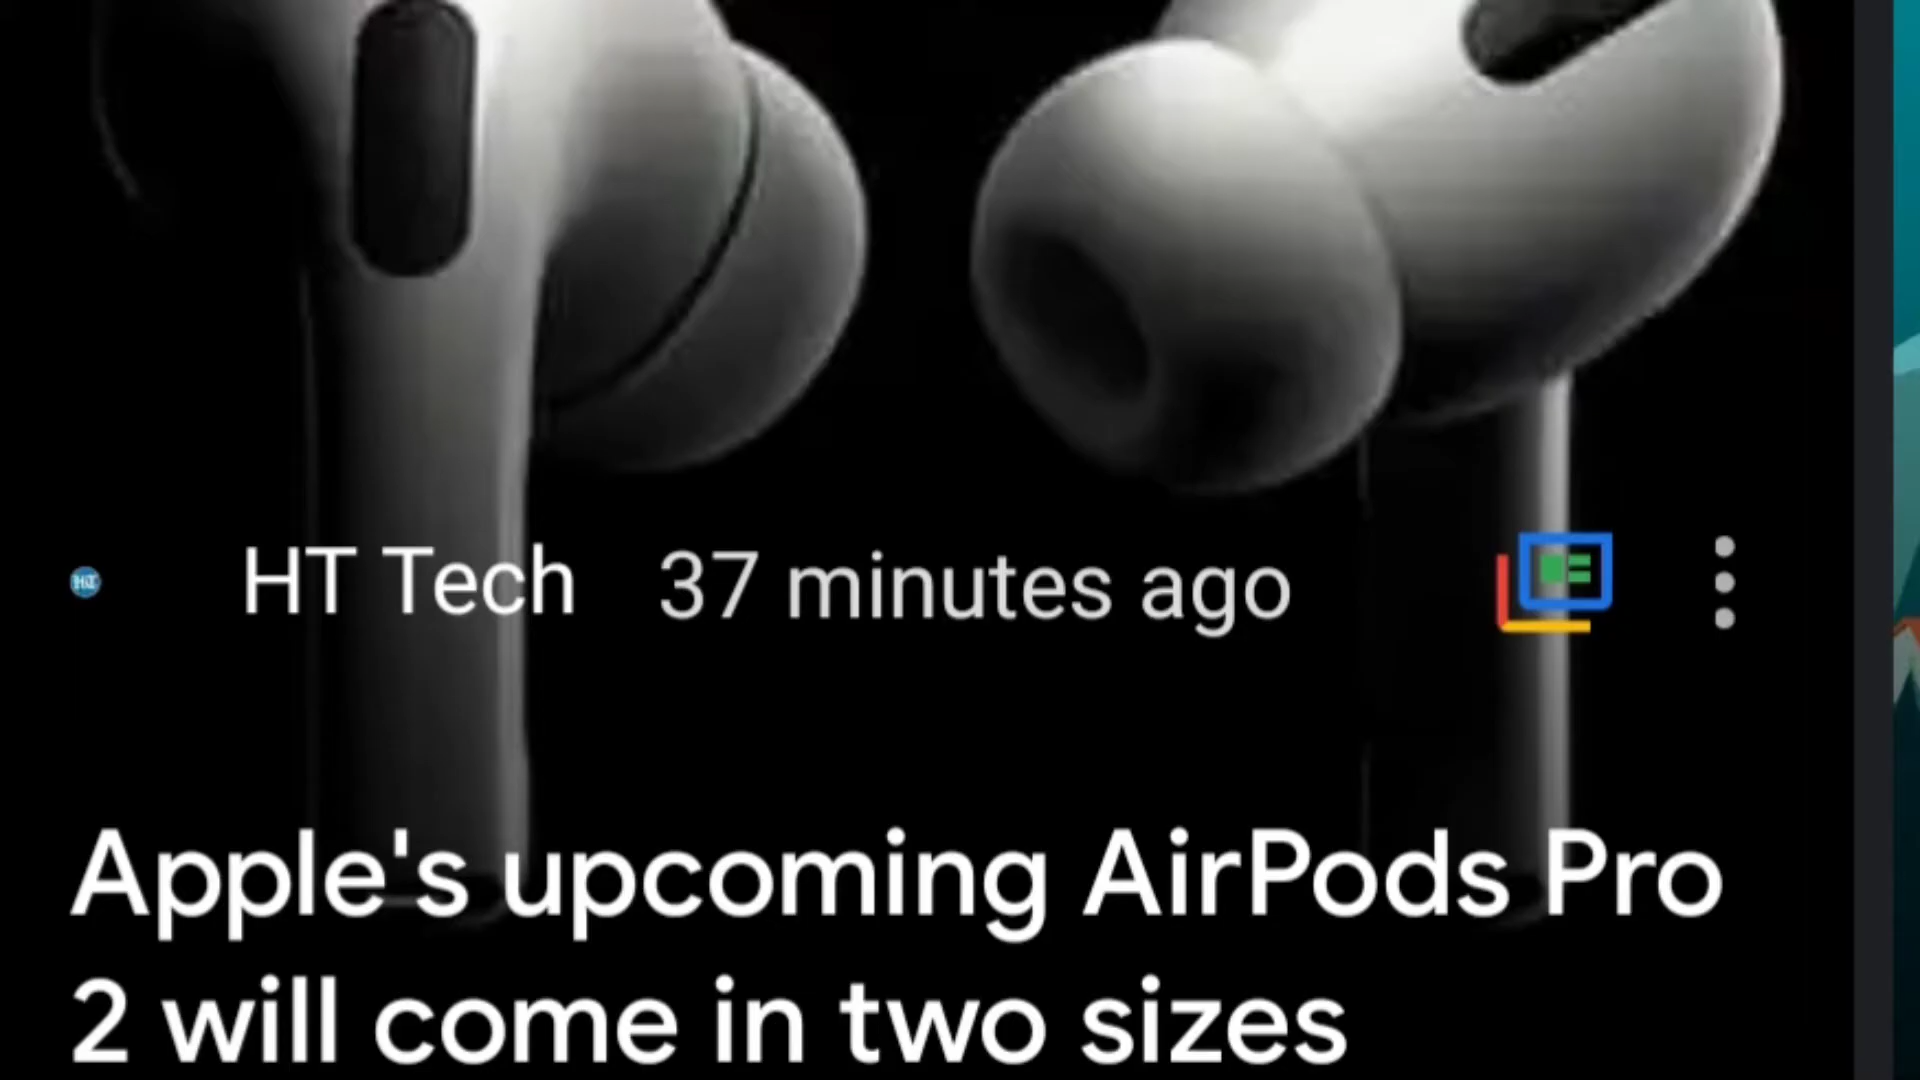 HT Tech 37 minutes ago
Apple's upcoming AirPods Pro
2 will come in two sizes